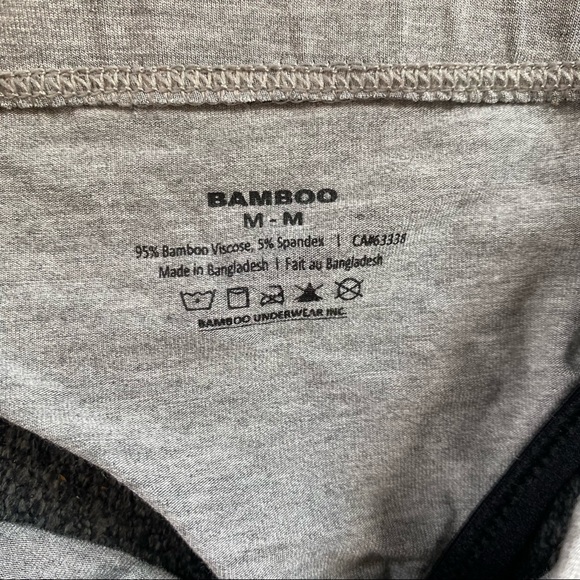 BAMBOO
M - M
95% Bamboo Viscose, 5% Spandex | CA#63338
Made in Bangladesh | Fait au Bangladesh
BAMBOO UNDERWEAR INC.